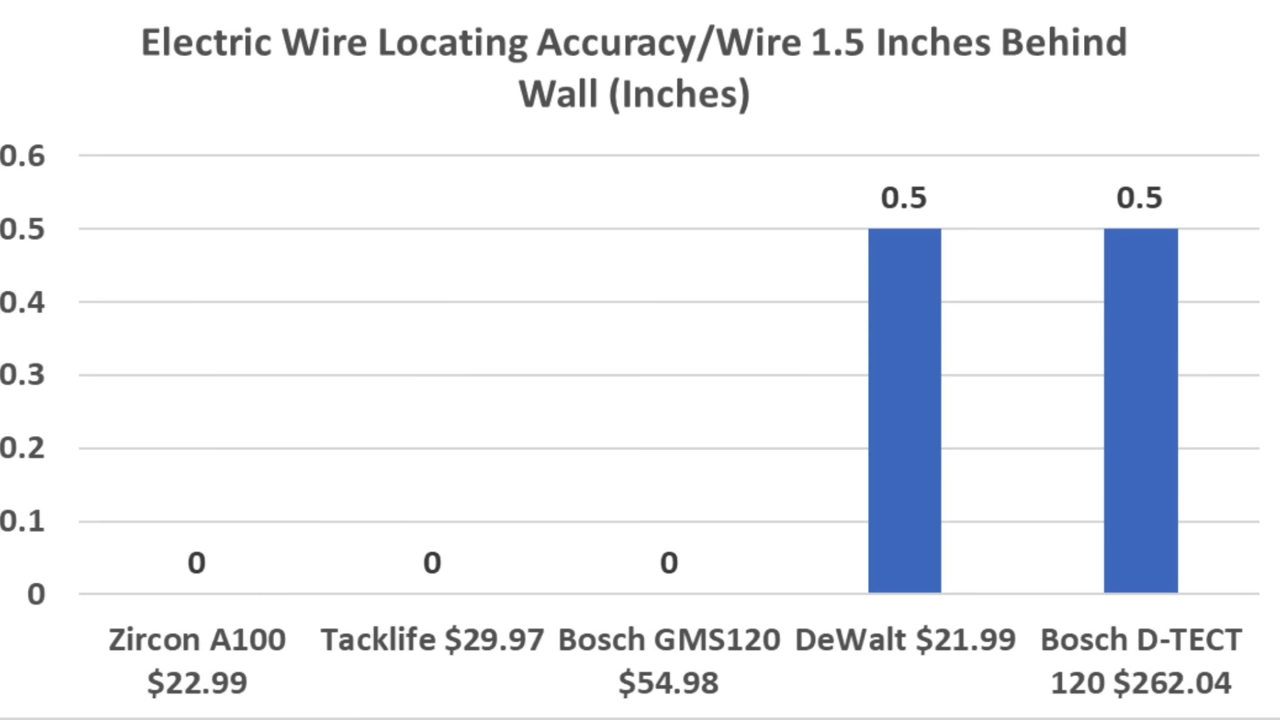 Electric Wire Locating Accuracy/Wire 1.5 Inches Behind
Wall (Inches)
0.6
0.5
0.4
0.3
0.2
0.1
0
0
0
0
0.5
0.5
Zircon A100
$22.99
Tacklife $29.97
Bosch GMS120
$54.98
DeWalt $21.99
Bosch D-TECT
120 $262.04